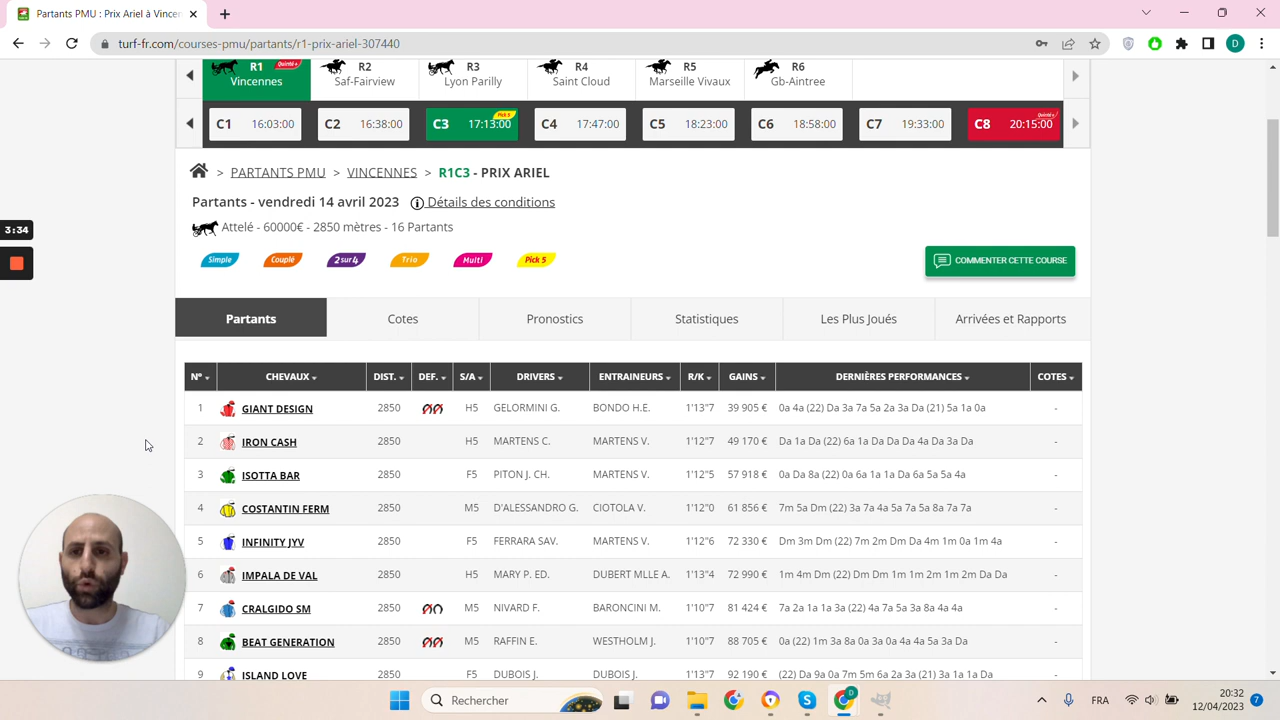 Partants PMU : Prix Ariel à Vincen
turf-fr.com/courses-pmu/partants/r1-prix-ariel-307440
D
R1 Quinté+ R2 R3 R4 R5 R6
Vincennes Saf-Fairview Lyon Parilly Saint Cloud Marseille Vivaux Gb-Aintree
C1 16:03:00 C2 16:38:00 C3 17:13:00 Pick 5 C4 17:47:00 C5 18:23:00 C6 18:58:00 C7 19:33:00 C8 20:15:00 Quinté+
> PARTANTS PMU > VINCENNES > R1C3 - PRIX ARIEL
Partants - vendredi 14 avril 2023 Détails des conditions
3:34
Attelé - 60000€ - 2850 mètres - 16 Partants
Simple Couplé 2sur4 Trio Multi Pick 5
COMMENTER CETTE COURSE
Partants Cotes Pronostics Statistiques Les Plus Joués Arrivées et Rapports
N° CHEVAUX DIST. DEF. S/A DRIVERS ENTRAINEURS R/K GAINS DERNIÈRES PERFORMANCES COTES
1 GIANT DESIGN 2850 H5 GELORMINI G. BONDO H.E. 1'13"7 39 905 € 0a 4a (22) Da 3a 7a 5a 2a 3a Da (21) 5a 1a 0a -
2 IRON CASH 2850 H5 MARTENS C. MARTENS V. 1'12"7 49 170 € Da 1a Da (22) 6a 1a Da Da Da 4a Da 3a Da -
3 ISOTTA BAR 2850 F5 PITON J. CH. MARTENS V. 1'12"5 57 918 € 0a Da 8a (22) 0a 6a 1a 1a Da 6a 5a 5a 4a -
4 COSTANTIN FERM 2850 M5 D'ALESSANDRO G. CIOTOLA V. 1'12"0 61 856 € 7m 5a Dm (22) 3a 7a 4a 5a 7a 5a 8a 7a 7a -
5 INFINITY JYV 2850 F5 FERRARA SAV. MARTENS V. 1'12"6 72 330 € Dm 3m Dm (22) 7m 2m Dm Da 4m 1m 0a 1m 4a -
6 IMPALA DE VAL 2850 H5 MARY P. ED. DUBERT MLLE A. 1'13"4 72 990 € 1m 4m Dm (22) Dm Dm 1m 1m 2m 1m 2m Da Da -
7 CRALGIDO SM 2850 M5 NIVARD F. BARONCINI M. 1'10"7 81 424 € 7a 2a 1a 1a 3a (22) 4a 7a 5a 3a 8a 4a 4a -
8 BEAT GENERATION 2850 M5 RAFFIN E. WESTHOLM J. 1'10"7 88 705 € 0a (22) 1m 3a 8a 0a 3a 0a 4a 4a 5a 3a Da -
9 ISLAND LOVE 2850 F5 DUBOIS J. DUBOIS J. 1'13"7 92 190 € (22) Da 9a 0a 7m 5m 6a 2a 3a (21) 3a 1a 1a Da -
Rechercher
FRA
20:32
12/04/2023
7